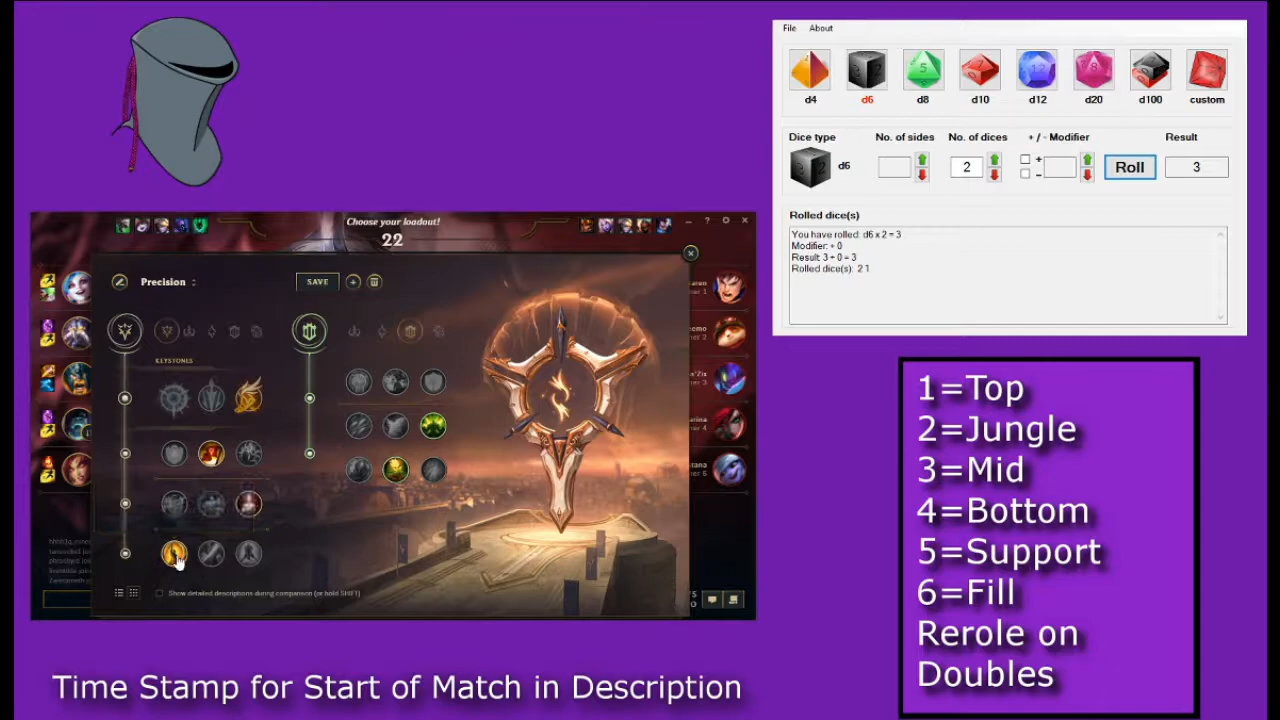 File About
d4 d6 d8 d10 d12 d20 d100 custom
Dice type No. of sides No. of dices + / - Modifier Result
d6 2 + - Roll 3
Rolled dice(s)
You have rolled: d6 x 2 = 3
Modifier: + 0
Result: 3 + 0 = 3
Rolled dice(s): 2 1
Choose your loadout!
22
Precision
SAVE
KEYSTONES
Show detailed descriptions during comparison (or hold SHIFT)
1=Top
2=Jungle
3=Mid
4=Bottom
5=Support
6=Fill
Rerole on
Doubles
Time Stamp for Start of Match in Description